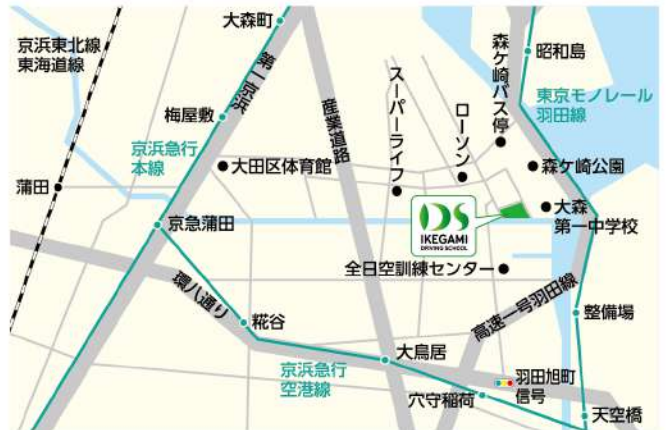 大森町
京浜東北線
東海道線
第一京浜
梅屋敷
京浜急行
本線
大田区体育館
蒲田
京急蒲田
環八通り
糀谷
産業道路
スーパーライフ
ローソン
森ケ崎バス停
昭和島
東京モノレール
羽田線
森ケ崎公園
大森
第一中学校
DS
IKEGAMI
DRIVING SCHOOL
全日空訓練センター
高速一号羽田線
整備場
大鳥居
京浜急行
空港線
羽田旭町
信号
穴守稲荷
天空橋